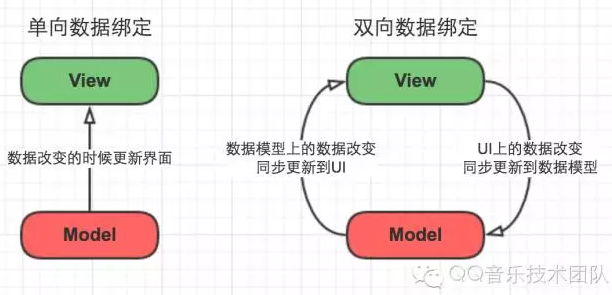 单向数据绑定
View
数据改变的时候更新界面
Model
双向数据绑定
View
数据模型上的数据改变
同步更新到UI
UI上的数据改变
同步更新到数据模型
Model
QQ音乐技术团队